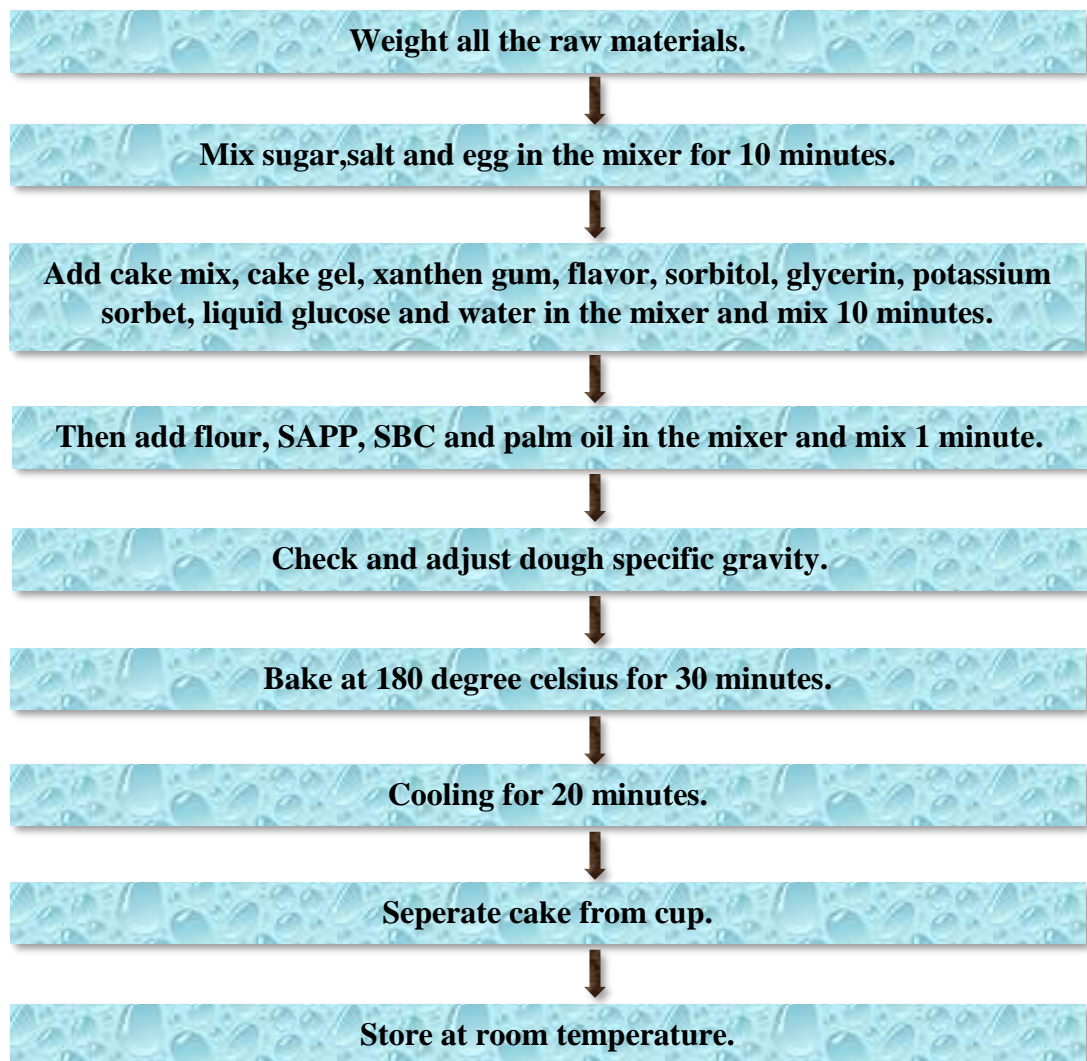 Weight all the raw materials.
Mix sugar,salt and egg in the mixer for 10 minutes.
Add cake mix, cake gel, xanthen gum, flavor, sorbitol, glycerin, potassium
sorbet, liquid glucose and water in the mixer and mix 10 minutes.
Then add flour, SAPP, SBC and palm oil in the mixer and mix 1 minute.
Check and adjust dough specific gravity.
Bake at 180 degree celsius for 30 minutes.
Cooling for 20 minutes.
Seperate cake from cup.
Store at room temperature.